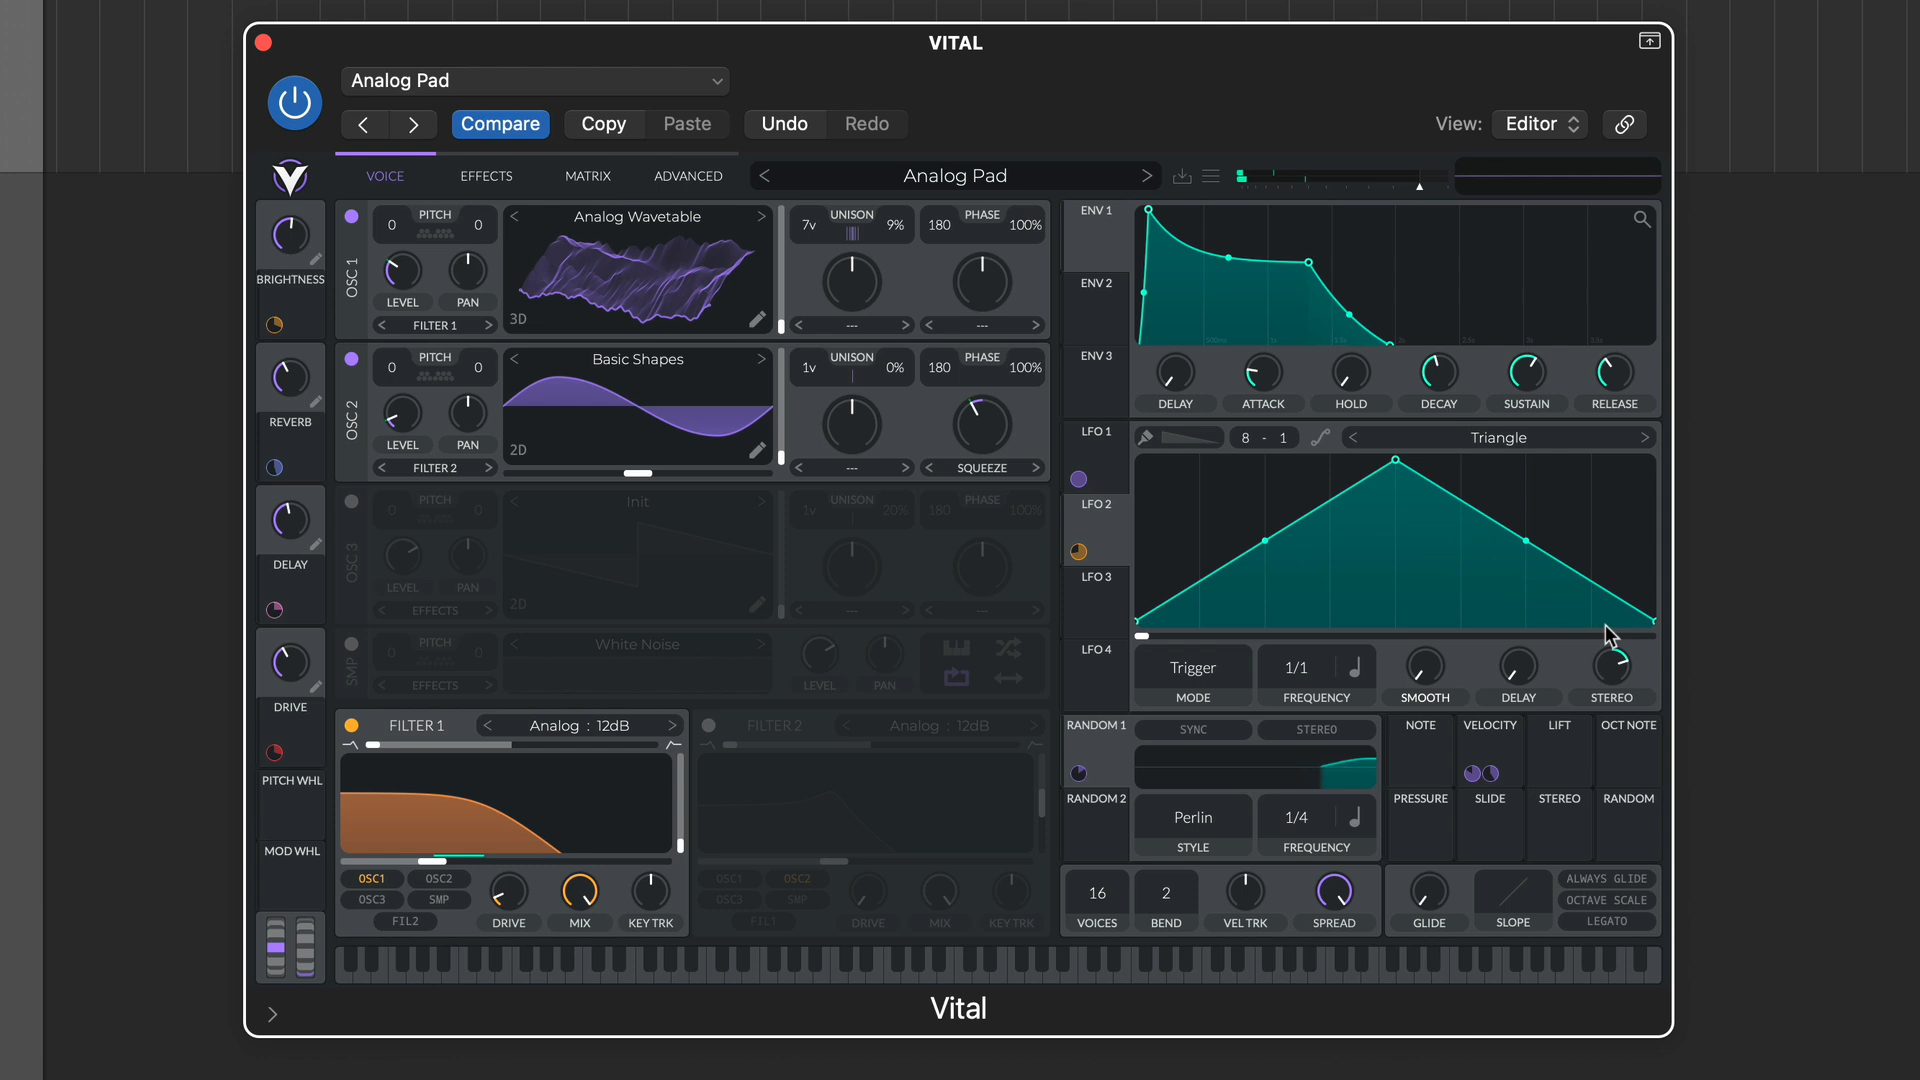 VITAL
Analog Pad
Compare
Copy
Paste
Undo
Redo
View:
Editor
VOICE
EFFECTS
MATRIX
ADVANCED
Analog Pad
BRIGHTNESS
REVERB
DELAY
DRIVE
PITCH WHL
MOD WHL
OSC 1
0
PITCH
0
LEVEL
PAN
FILTER 1
Analog Wavetable
3D
7v
UNISON
9%
180
PHASE
100%
---
---
OSC 2
0
PITCH
0
LEVEL
PAN
FILTER 2
Basic Shapes
2D
1v
UNISON
0%
180
PHASE
100%
---
SQUEEZE
OSC 3
0
PITCH
0
LEVEL
PAN
EFFECTS
Init
2D
1v
UNISON
20%
180
PHASE
100%
---
---
SMP
0
PITCH
0
EFFECTS
White Noise
LEVEL
PAN
FILTER 1
Analog : 12dB
OSC1
OSC2
OSC3
SMP
FIL2
DRIVE
MIX
KEY TRK
FILTER 2
Analog : 12dB
OSC1
OSC2
OSC3
SMP
FIL1
DRIVE
MIX
KEY TRK
ENV 1
ENV 2
ENV 3
DELAY
ATTACK
HOLD
DECAY
SUSTAIN
RELEASE
LFO 1
LFO 2
LFO 3
LFO 4
8 - 1
Triangle
Trigger
MODE
1/1
FREQUENCY
SMOOTH
DELAY
STEREO
RANDOM 1
RANDOM 2
SYNC
STEREO
Perlin
STYLE
1/4
FREQUENCY
NOTE
VELOCITY
LIFT
OCT NOTE
PRESSURE
SLIDE
STEREO
RANDOM
16
VOICES
2
BEND
VEL TRK
SPREAD
GLIDE
SLOPE
ALWAYS GLIDE
OCTAVE SCALE
LEGATO
Vital